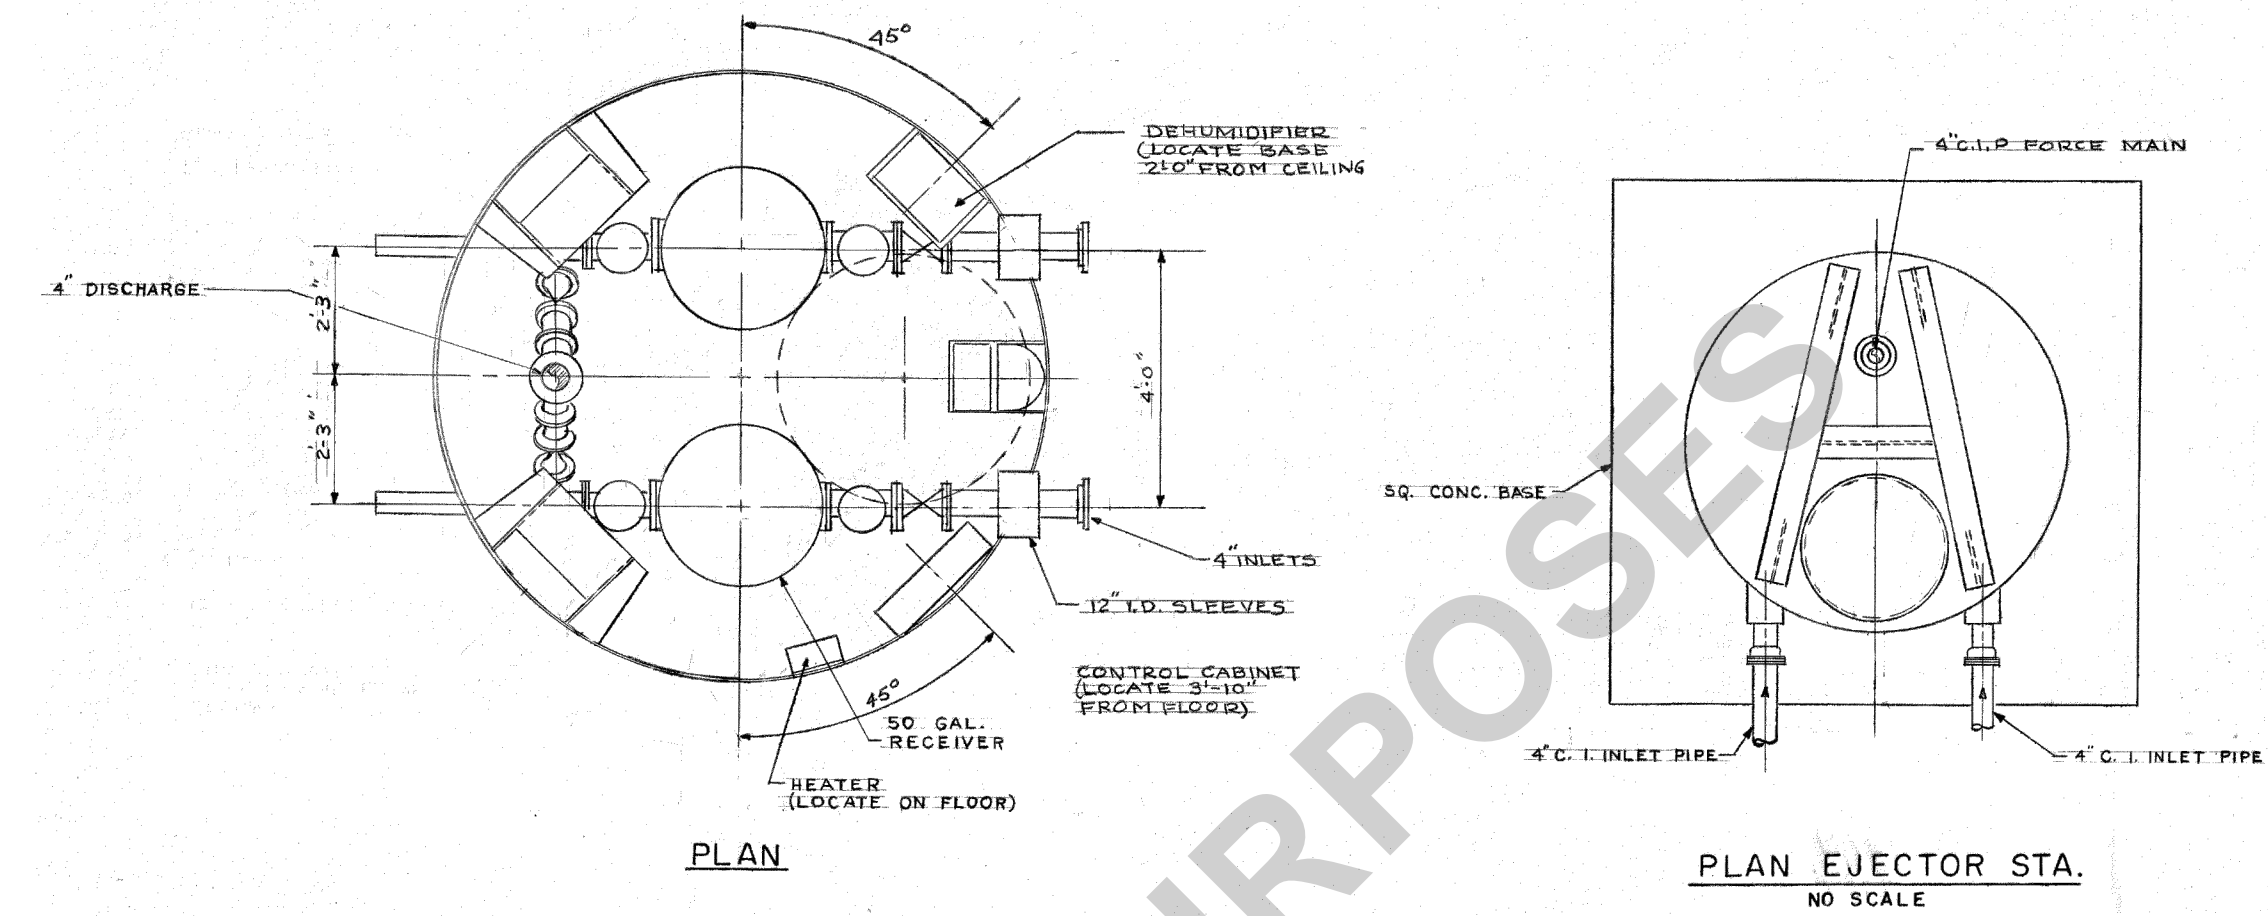 45°
DEHUMIDIFIER
(LOCATE BASE
2'-0" FROM CEILING
4" DISCHARGE
2'-3"
2'-3"
4'-0"
4" INLETS
12" I.D. SLEEVES
CONTROL CABINET
(LOCATE 3'-10"
FROM FLOOR)
45°
50 GAL.
RECEIVER
HEATER
(LOCATE ON FLOOR)
PLAN
4" C.I.P FORCE MAIN
SQ. CONC. BASE
4" C. I. INLET PIPE
4" C. I. INLET PIPE
PLAN EJECTOR STA.
NO SCALE
URPOSES